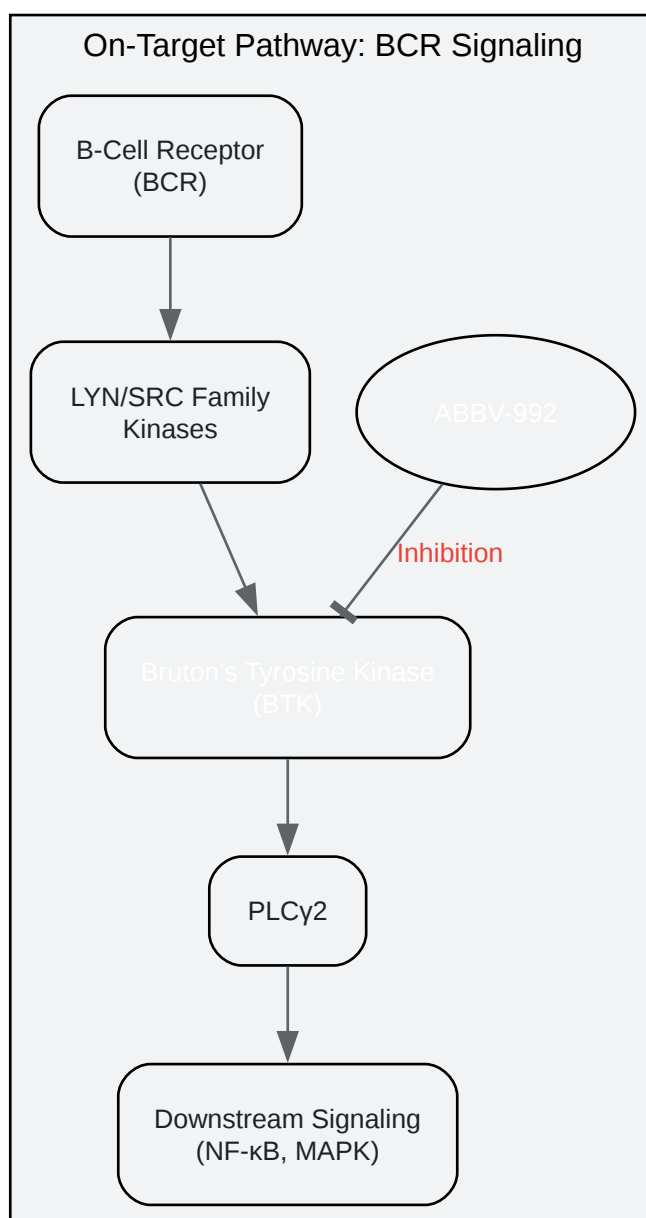 On-Target Pathway: BCR Signaling
B-Cell Receptor
(BCR)
LYN/SRC Family
Kinases
ABBV-992
Inhibition
Bruton's Tyrosine Kinase
(BTK)
PLCγ2
Downstream Signaling
(NF-κB, MAPK)